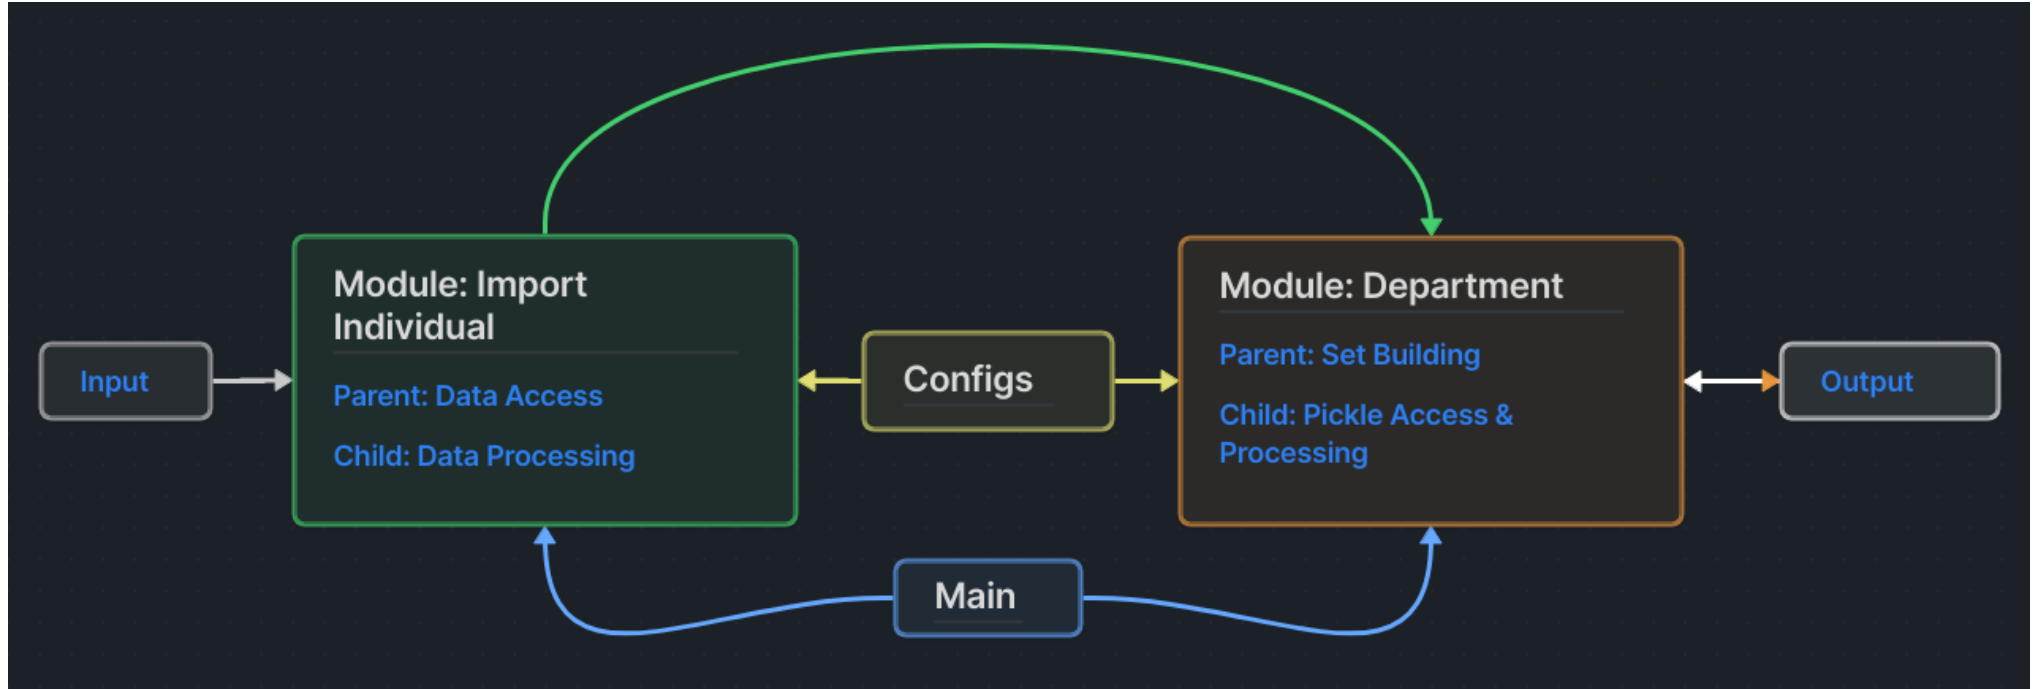 Module: Import
Individual
Parent: Data Access
Child: Data Processing
Input
Configs
Module: Department
Parent: Set Building
Child: Pickle Access &
Processing
Output
Main